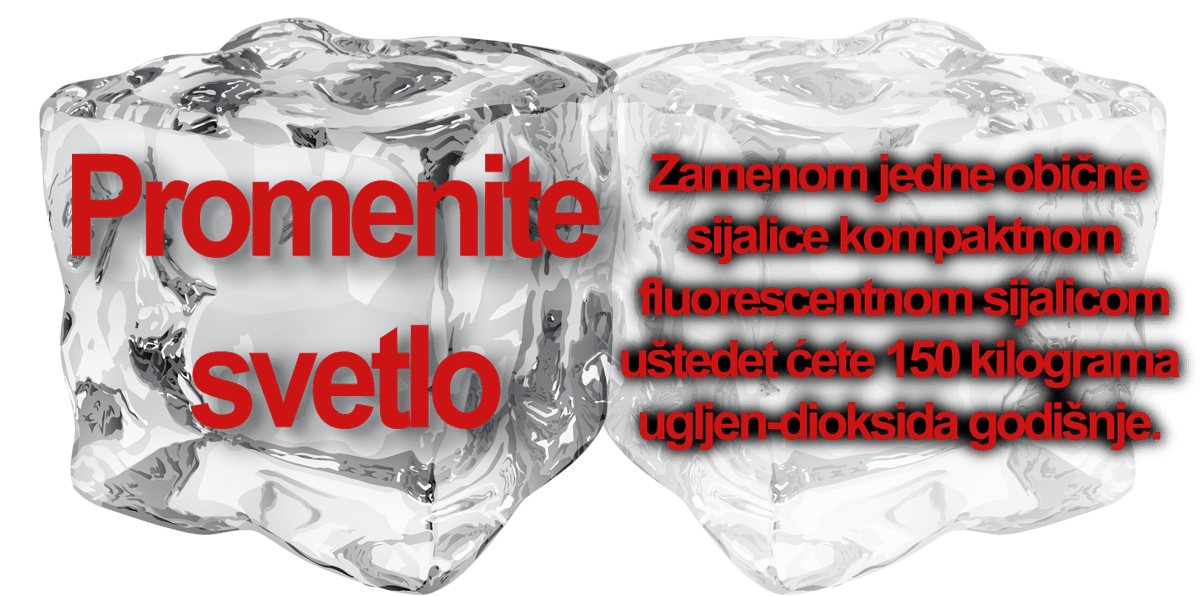 Promenite
svetlo
Zamenom jedne obične
sijalice kompaktnom
fluorescentnom sijalicom
uštedet ćete 150 kilograma
ugljen-dioksida godišnje.